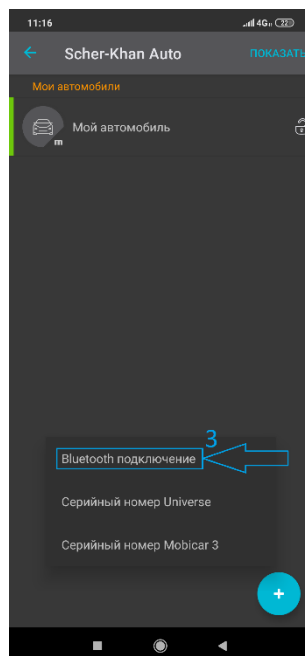 11:16
4G 22
Scher-Khan Auto
ПОКАЗАТЬ
Мои автомобили
Мой автомобиль
m
3
Bluetooth подключение
Серийный номер Universe
Серийный номер Mobicar 3
+